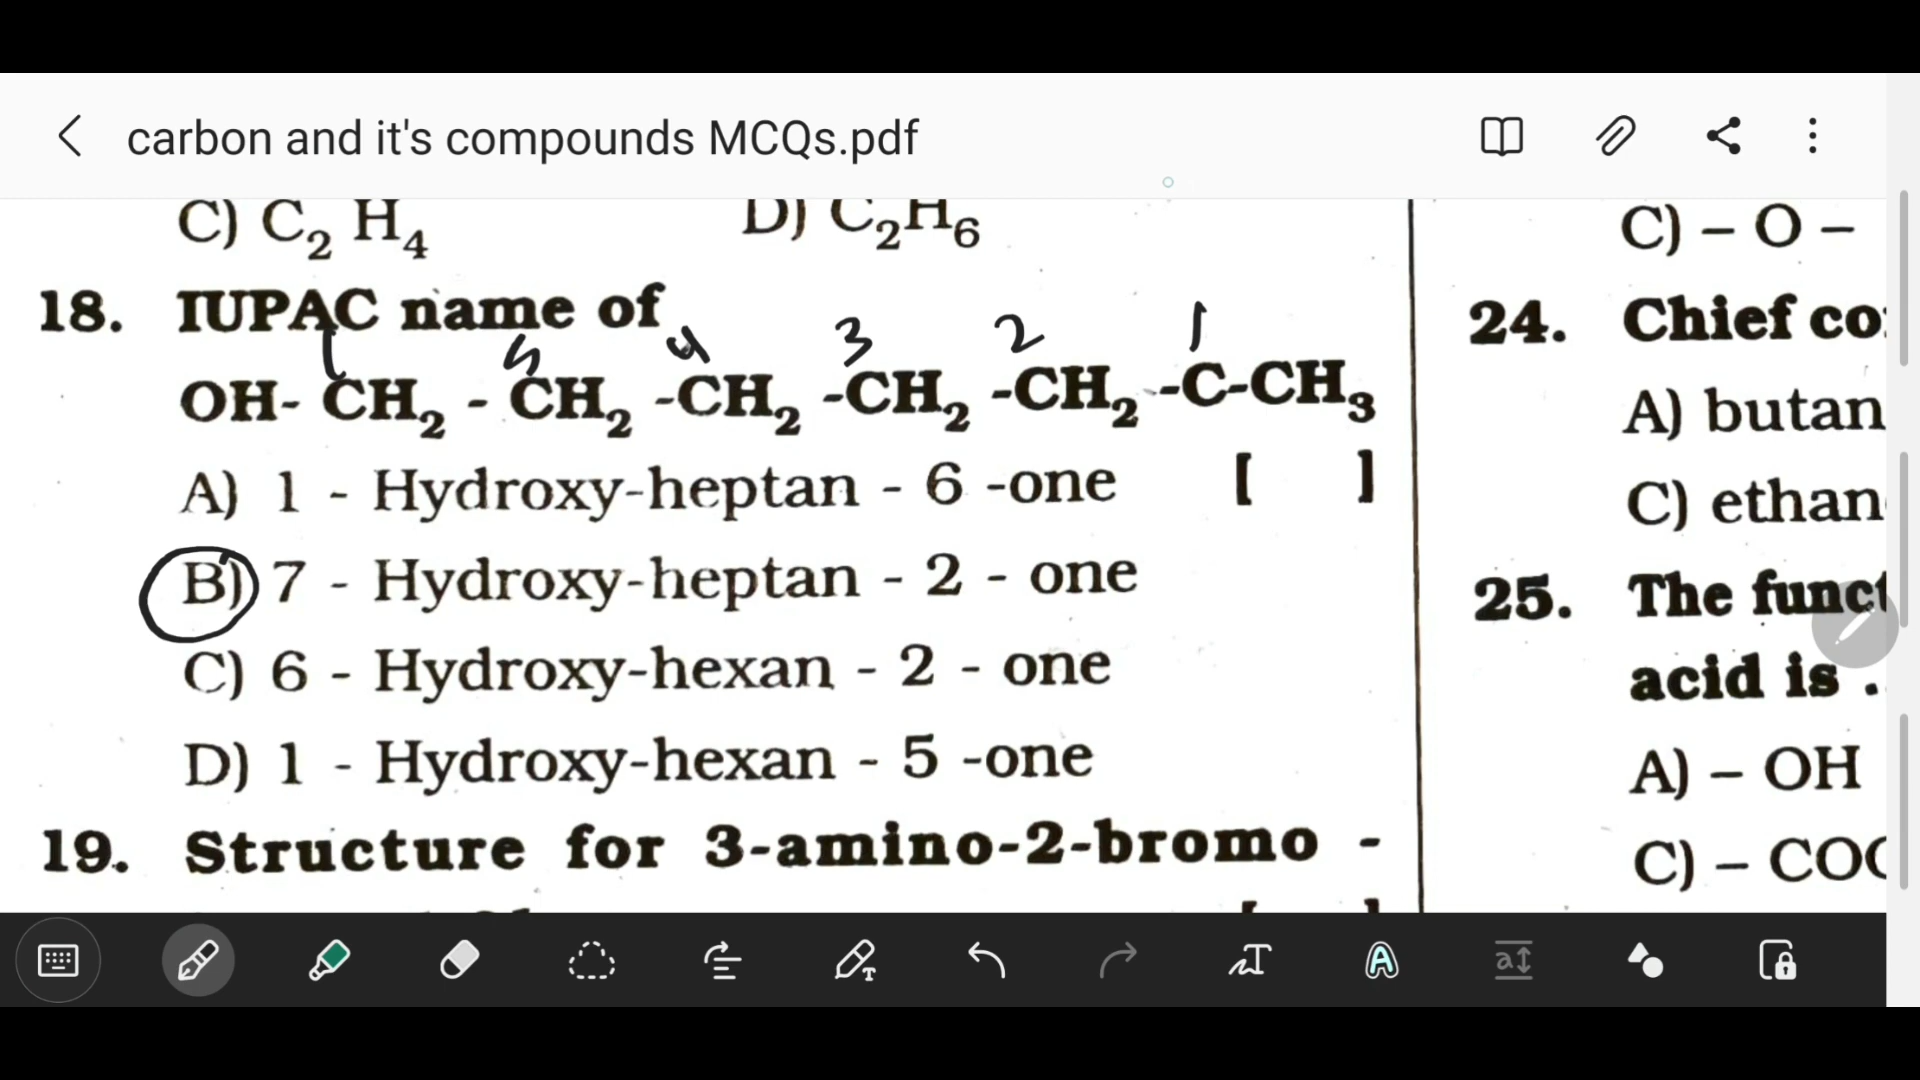 carbon and it's compounds MCQs.pdf
C) C₂ H₄ D) C₂H₆
18. IUPAC name of
4 3 2 1
OH- CH₂ - CH₂ -CH₂ -CH₂ -CH₂ -C-CH₃
A) 1 - Hydroxy-heptan - 6 -one [ ]
B) 7 - Hydroxy-heptan - 2 - one
C) 6 - Hydroxy-hexan - 2 - one
D) 1 - Hydroxy-hexan - 5 -one
19. Structure for 3-amino-2-bromo -
C) – O –
24. Chief co
A) butan
C) ethan
25. The funct
acid is .
A) – OH
C) – COO